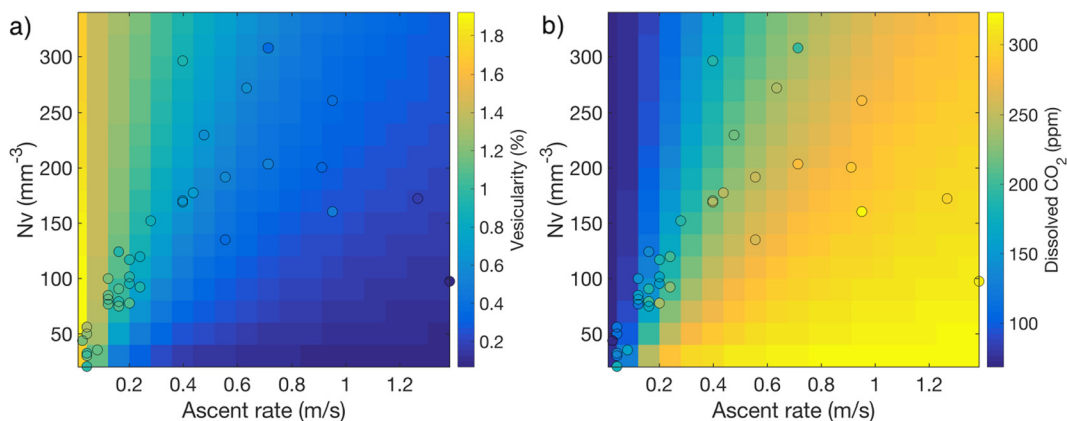 a)
Nv (mm⁻³)
300
250
200
150
100
50
0.2 0.4 0.6 0.8 1 1.2
Ascent rate (m/s)
1.8
1.6
1.4
1.2
1
0.8
0.6
0.4
0.2
Vesicularity (%)
b)
Nv (mm⁻³)
300
250
200
150
100
50
0.2 0.4 0.6 0.8 1 1.2
Ascent rate (m/s)
300
250
200
150
100
Dissolved CO₂ (ppm)